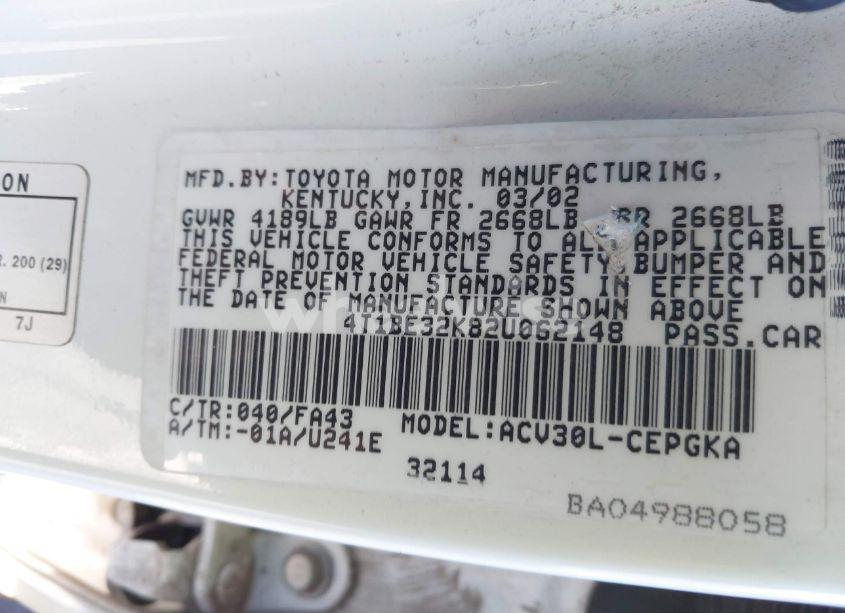 ON
R. 200 (29)
N
7J
MFD.BY:TOYOTA MOTOR MANUFACTURING,
KENTUCKY,INC. 03/02
GVWR 4189LB GAWR FR 2668LB RR 2668LB
THIS VEHICLE CONFORMS TO ALL APPLICABLE
FEDERAL MOTOR VEHICLE SAFETY,BUMPER AND
THEFT PREVENTION STANDARDS IN EFFECT ON
THE DATE OF MANUFACTURE SHOWN ABOVE
4T1BE32K82U062148 PASS.CAR
C/TR:040/FA43 MODEL:ACV30L-CEPGKA
A/TM:-01A/U241E
32114
BA04988058